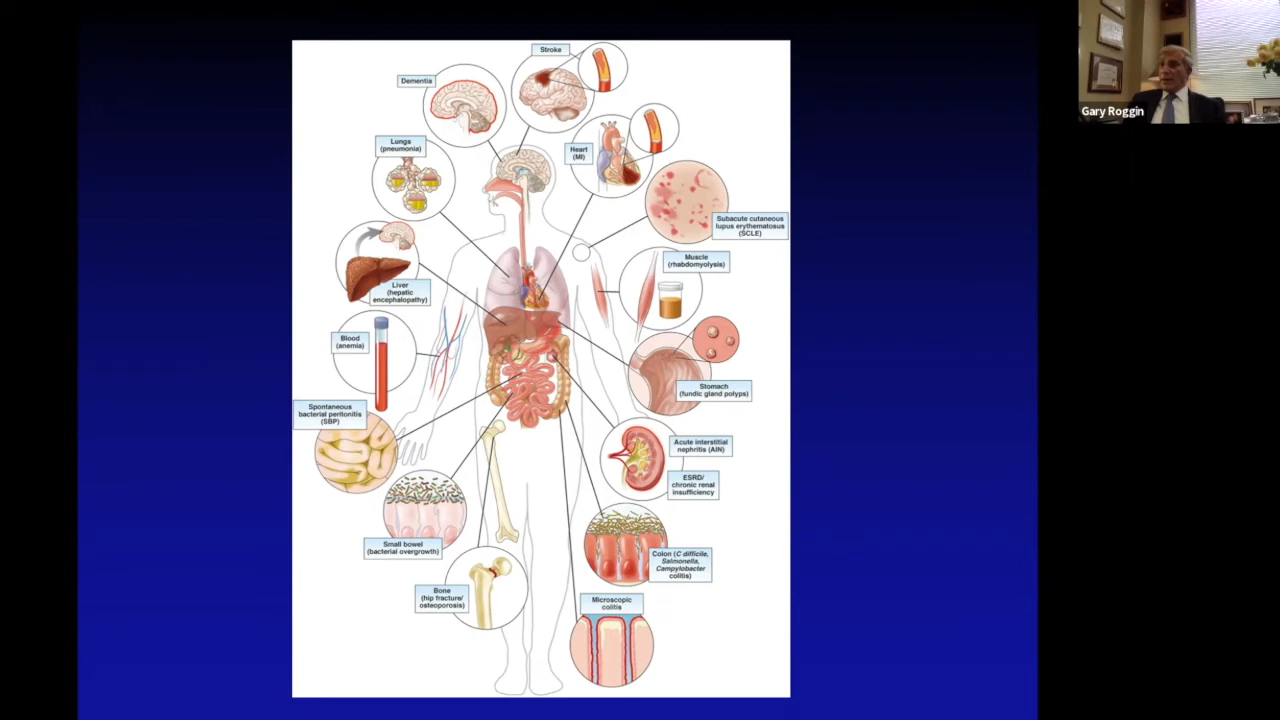 Stroke
Dementia
Lungs
(pneumonia)
Heart
(MI)
Subacute cutaneous
lupus erythematosus
(SCLE)
Muscle
(rhabdomyolysis)
Liver
(hepatic
encephalopathy)
Blood
(anemia)
Stomach
(fundic gland polyps)
Spontaneous
bacterial peritonitis
(SBP)
Acute interstitial
nephritis (AIN)
ESRD/
chronic renal
insufficiency
Small bowel
(bacterial overgrowth)
Colon (C difficile,
Salmonella,
Campylobacter
colitis)
Bone
(hip fracture/
osteoporosis)
Microscopic
colitis
Gary Roggin